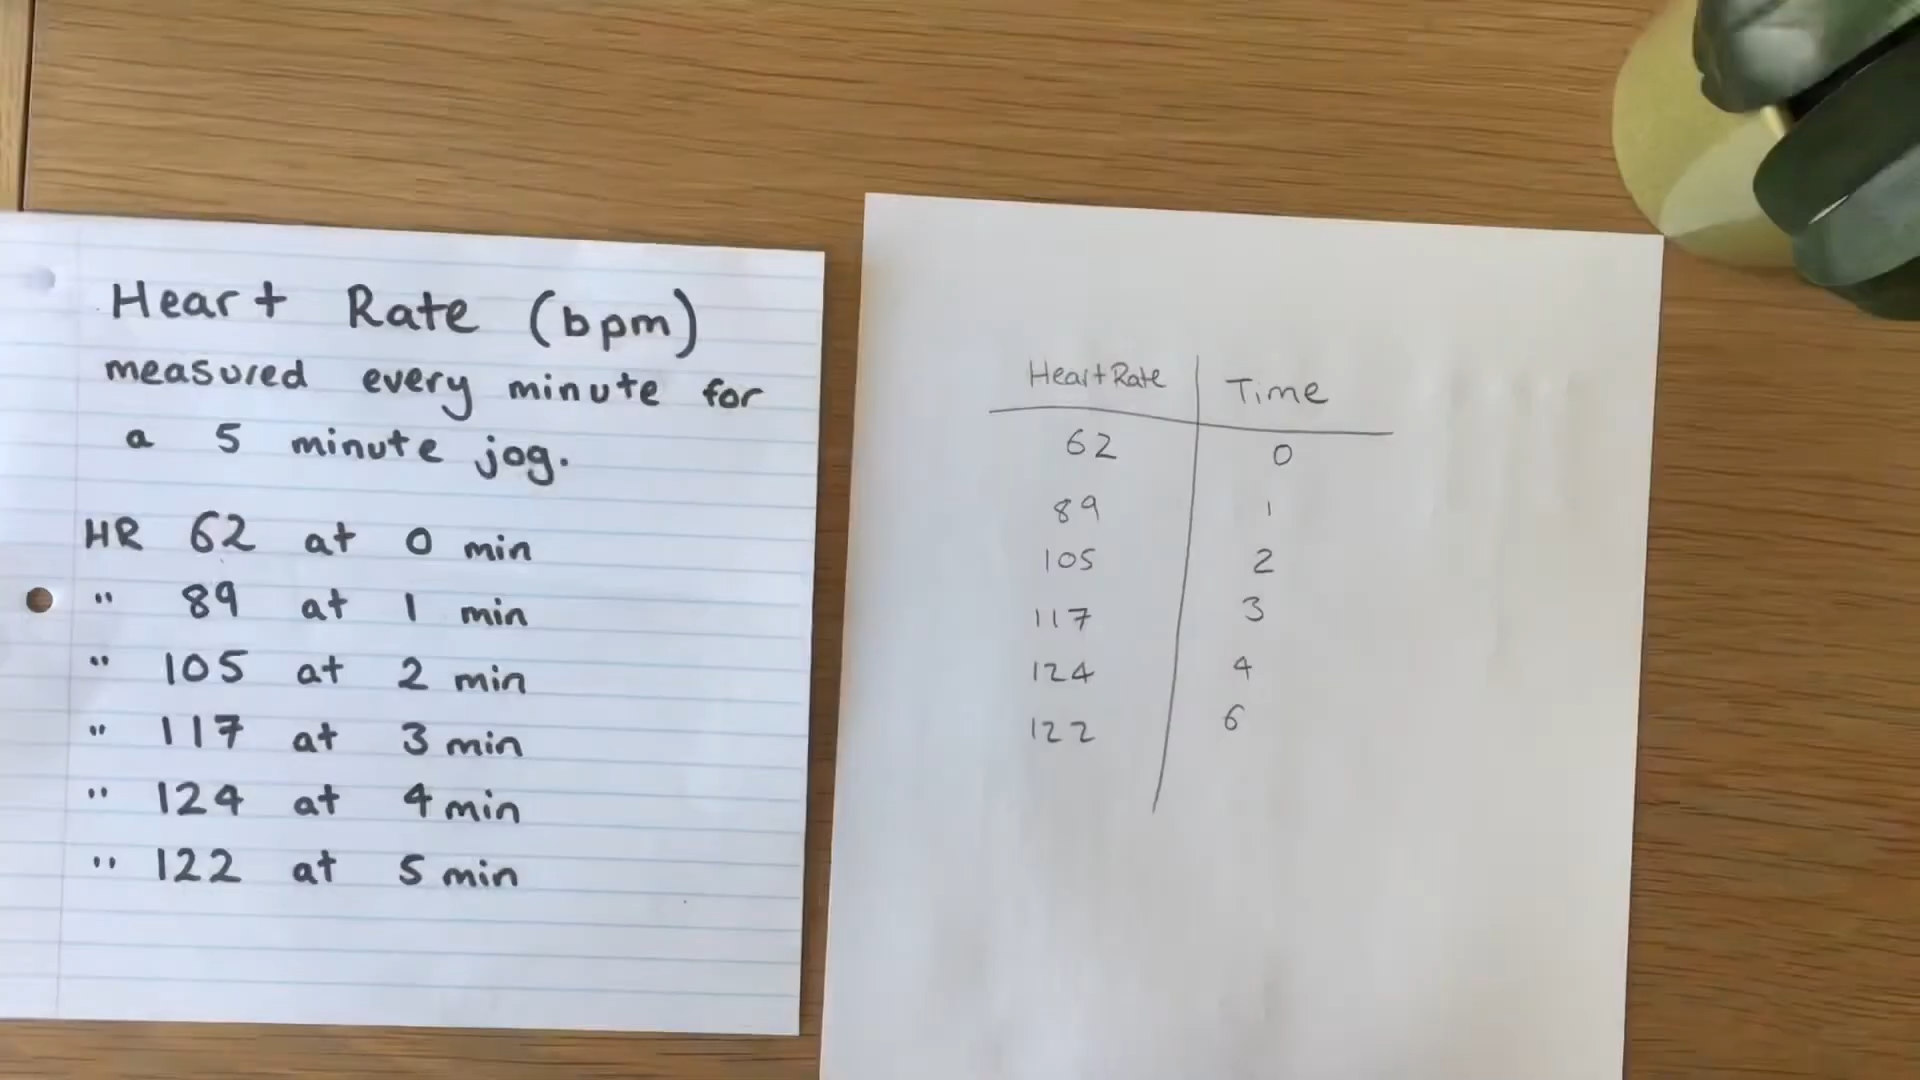 Heart Rate (bpm)
measured every minute for
a 5 minute jog.
HR 62 at 0 min
" 89 at 1 min
" 105 at 2 min
" 117 at 3 min
" 124 at 4 min
" 122 at 5 min
Heart Rate Time
62 0
89 1
105 2
117 3
124 4
122 6